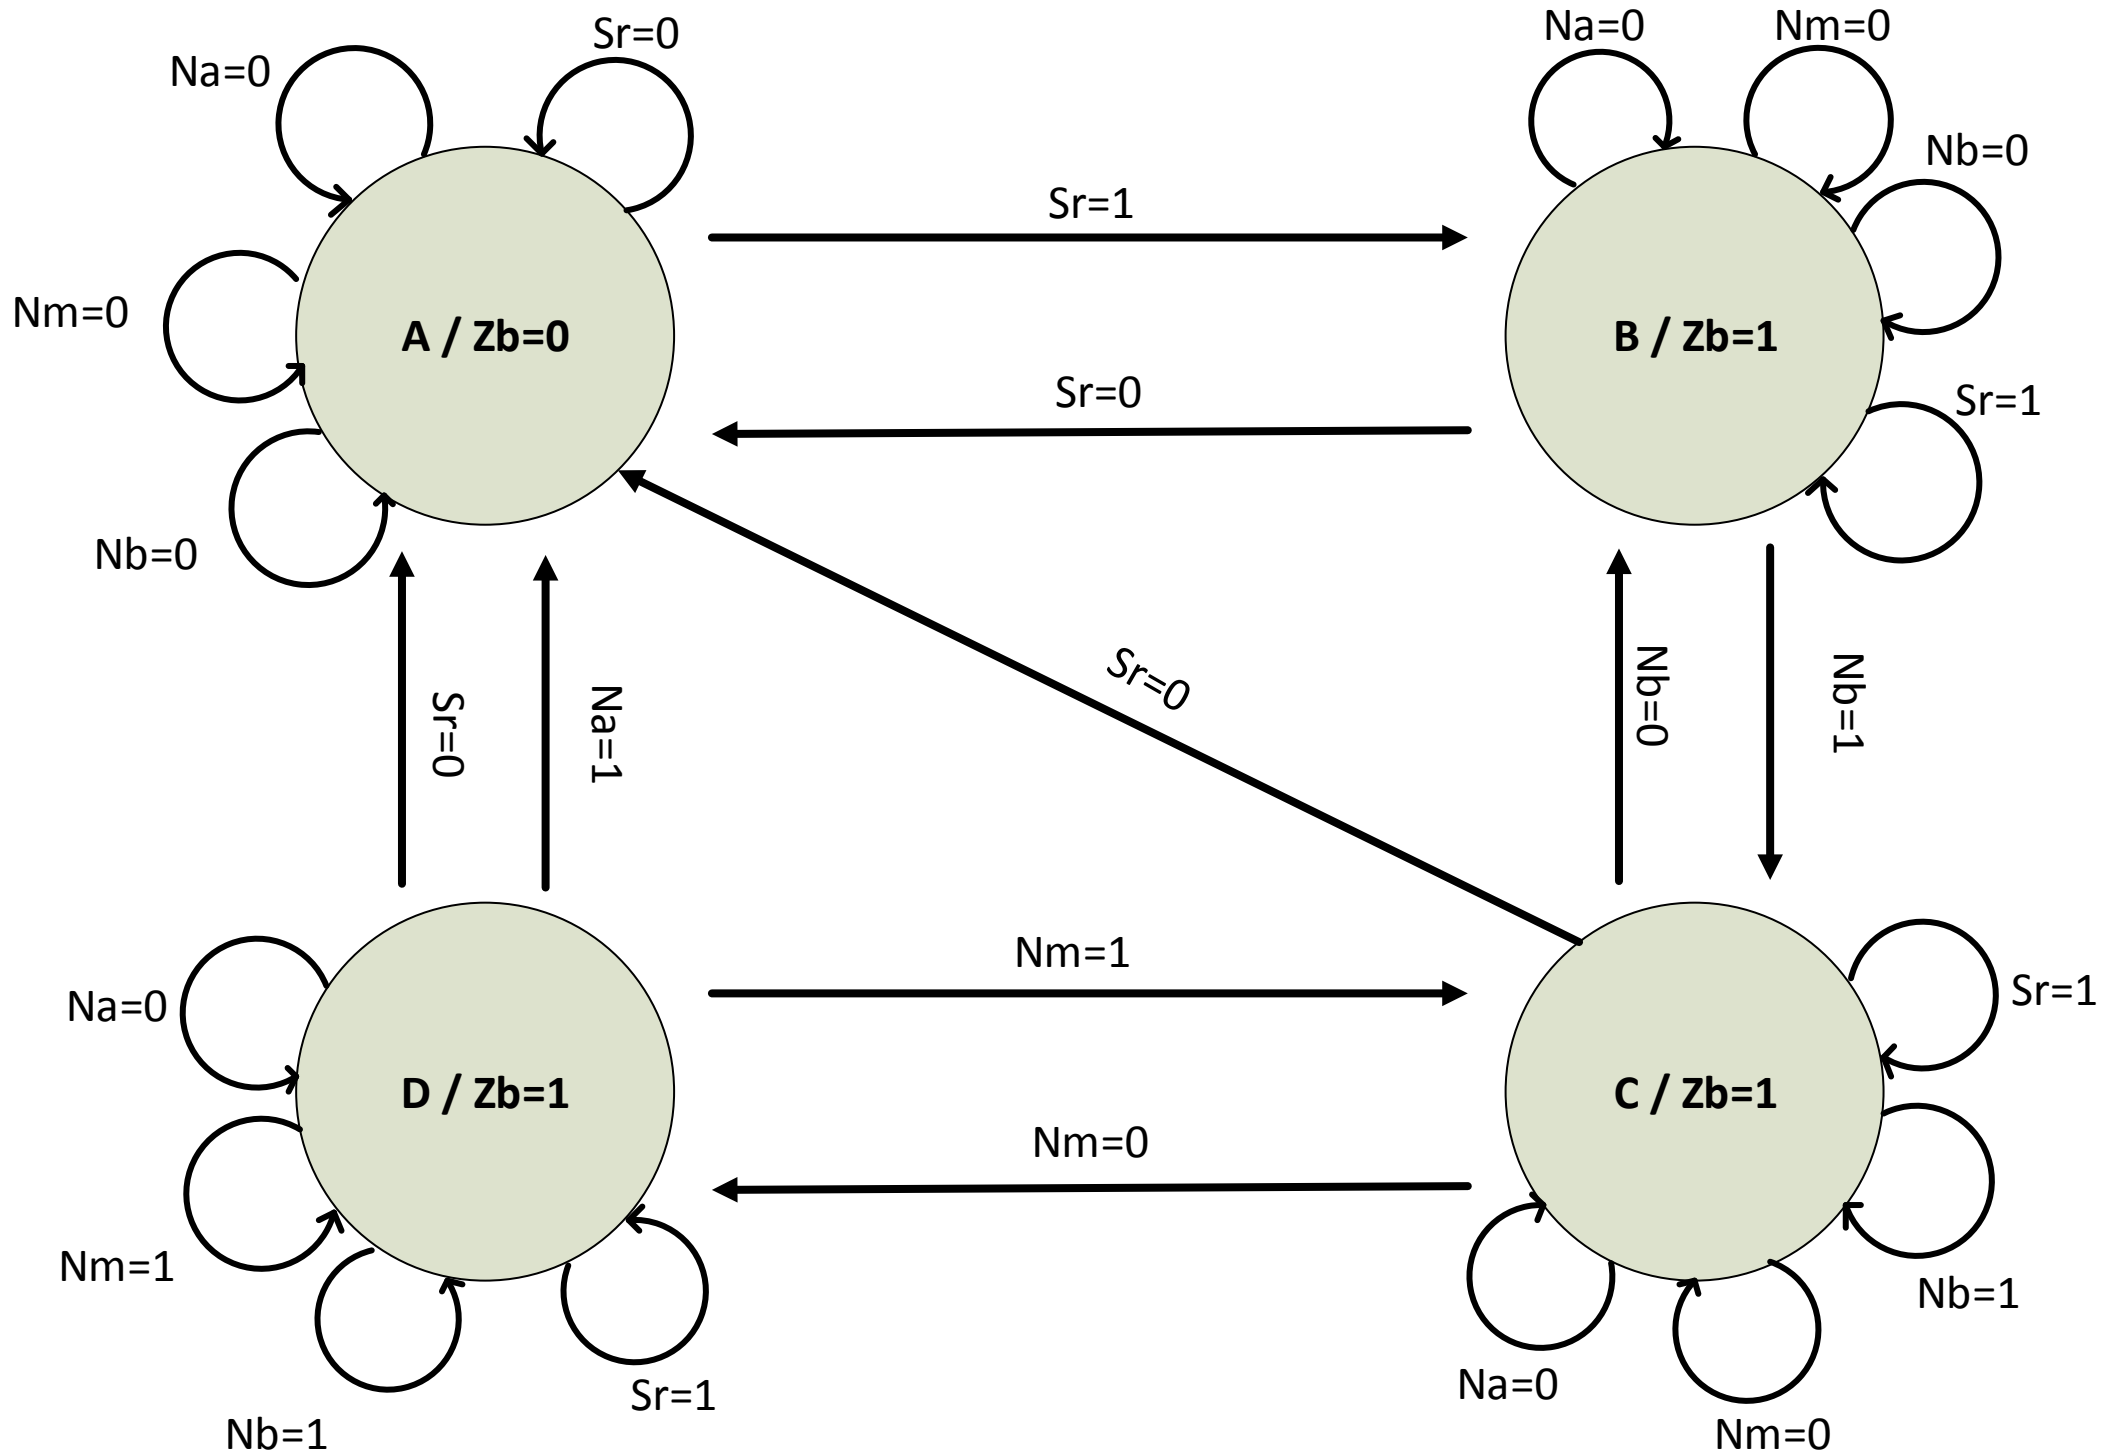 Na=0
Sr=0
Na=0
Nm=0
Nb=0
Sr=1
Nm=0
A / Zb=0
B / Zb=1
Sr=0
Sr=1
Nb=0
Sr=0
Na=1
Sr=0
Nb=0
Nb=1
Nm=1
Na=0
Sr=1
D / Zb=1
C / Zb=1
Nm=0
Nm=1
Nb=1
Sr=1
Na=0
Nb=1
Nm=0